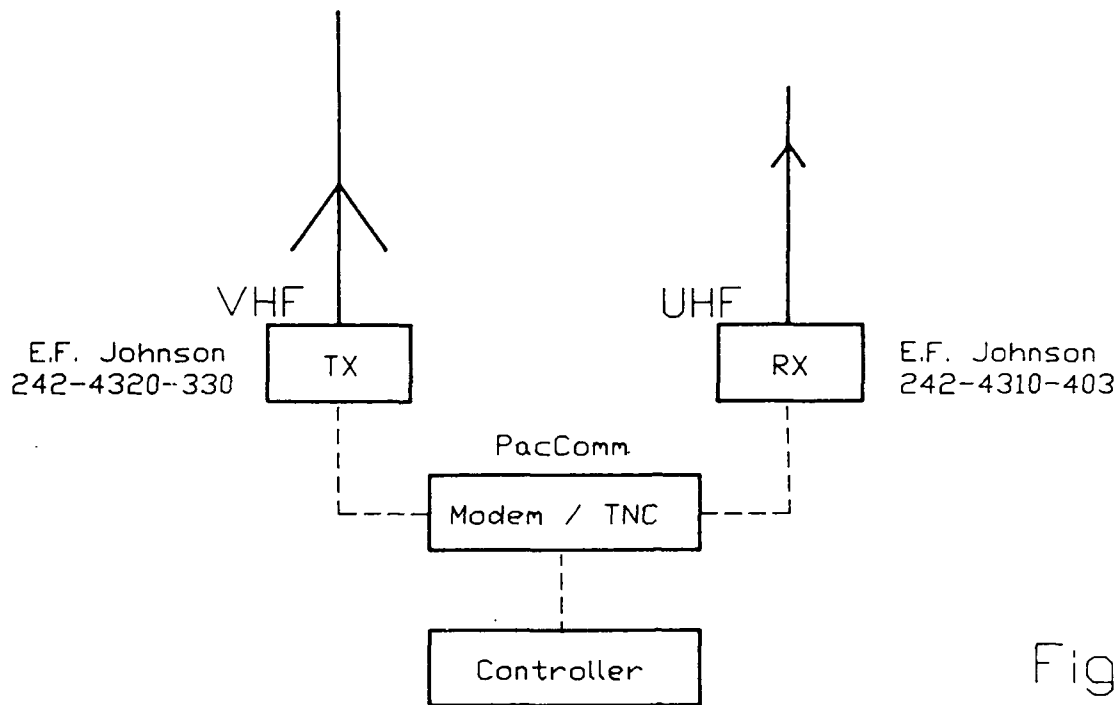 VHF
UHF
E.F. Johnson
242-4320-330
TX
RX
E.F. Johnson
242-4310-403
PacComm
Modem / TNC
Controller
Fig